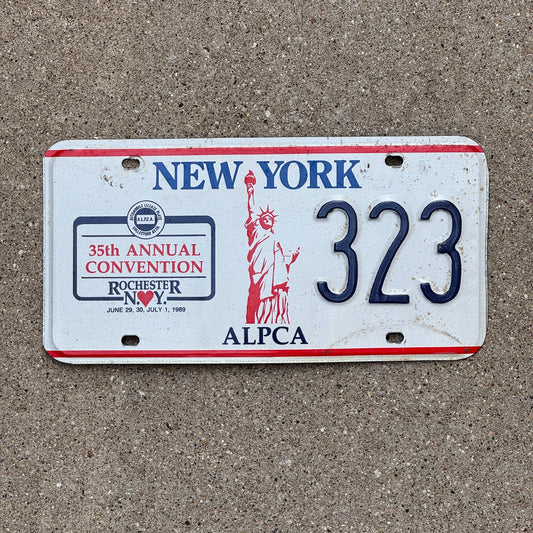 NEW YORK
A.L.P.C.A.
35th ANNUAL
CONVENTION
ROCHESTER
N.Y.
JUNE 29, 30, JULY 1, 1989
323
ALPCA